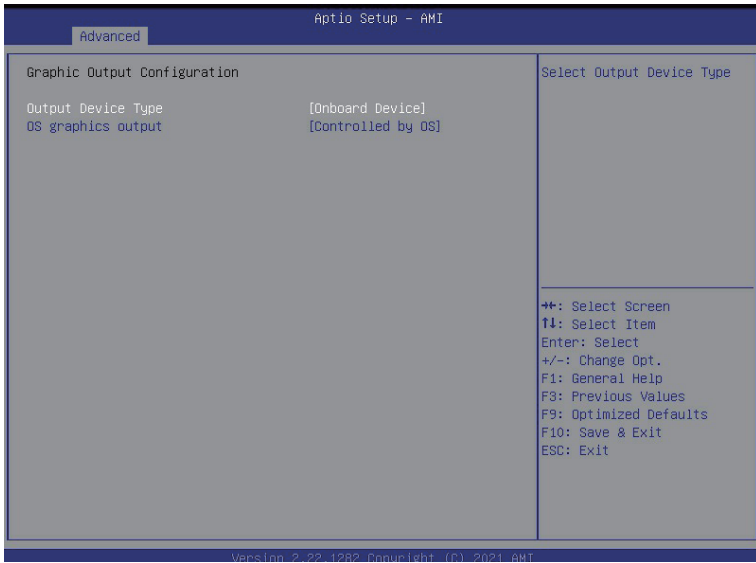 Aptio Setup – AMI
Advanced
Graphic Output Configuration
Output Device Type [Onboard Device]
OS graphics output [Controlled by OS]
Select Output Device Type
→←: Select Screen
↑↓: Select Item
Enter: Select
+/-: Change Opt.
F1: General Help
F3: Previous Values
F9: Optimized Defaults
F10: Save & Exit
ESC: Exit
Version 2.22.1282 Copyright (C) 2021 AMI